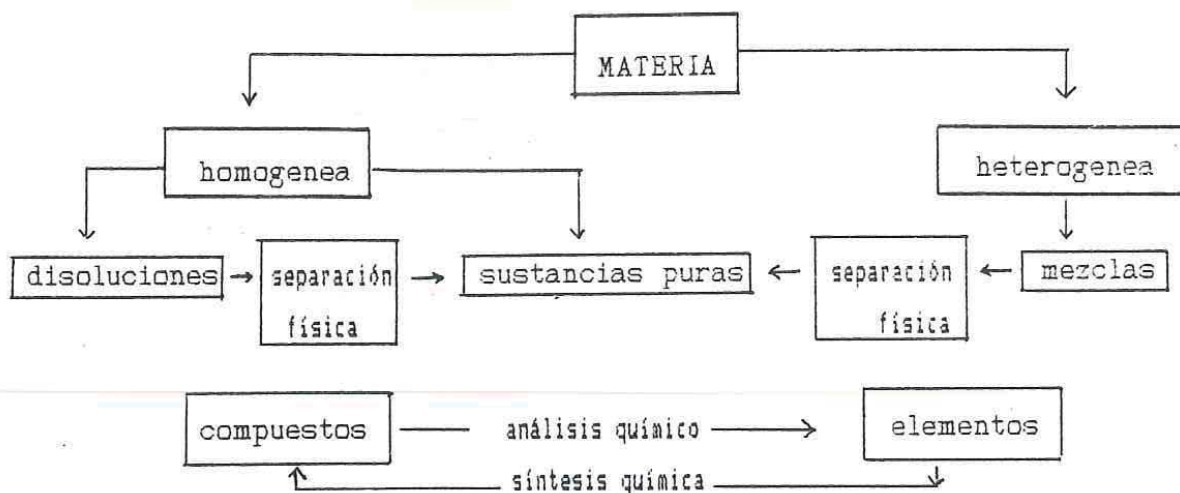 MATERIA
homogenea
heterogenea
disoluciones
separación
física
sustancias puras
separación
física
mezclas
compuestos
análisis químico
elementos
síntesis química